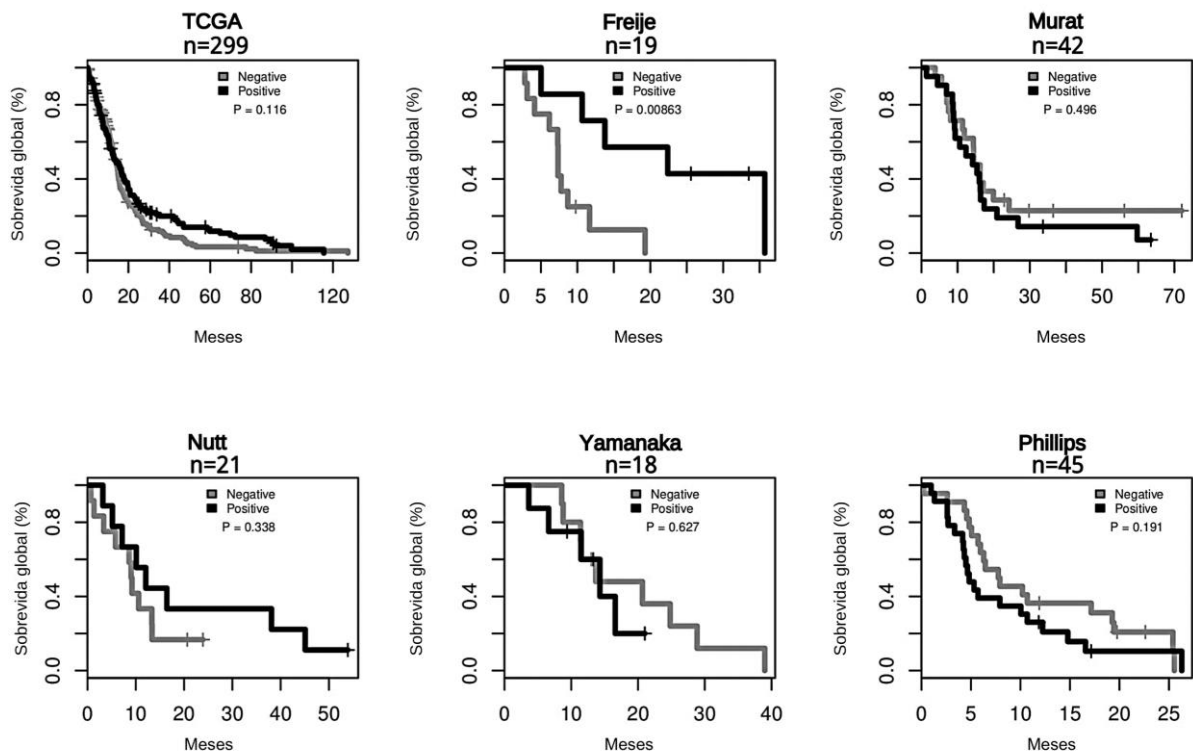 TCGA
n=299
Sobrevida global (%)
0.8
0.4
0.0
Negative
Positive
P = 0.116
0 20 40 60 80 120
Meses
Freije
n=19
Sobrevida global (%)
0.8
0.4
0.0
Negative
Positive
P = 0.00863
0 5 10 20 30
Meses
Murat
n=42
Sobrevida global (%)
0.8
0.4
0.0
Negative
Positive
P = 0.496
0 10 30 50 70
Meses
Nutt
n=21
Sobrevida global (%)
0.8
0.4
0.0
Negative
Positive
P = 0.338
0 10 20 30 40 50
Meses
Yamanaka
n=18
Sobrevida global (%)
0.8
0.4
0.0
Negative
Positive
P = 0.627
0 10 20 30 40
Meses
Phillips
n=45
Sobrevida global (%)
0.8
0.4
0.0
Negative
Positive
P = 0.191
0 5 10 15 20 25
Meses